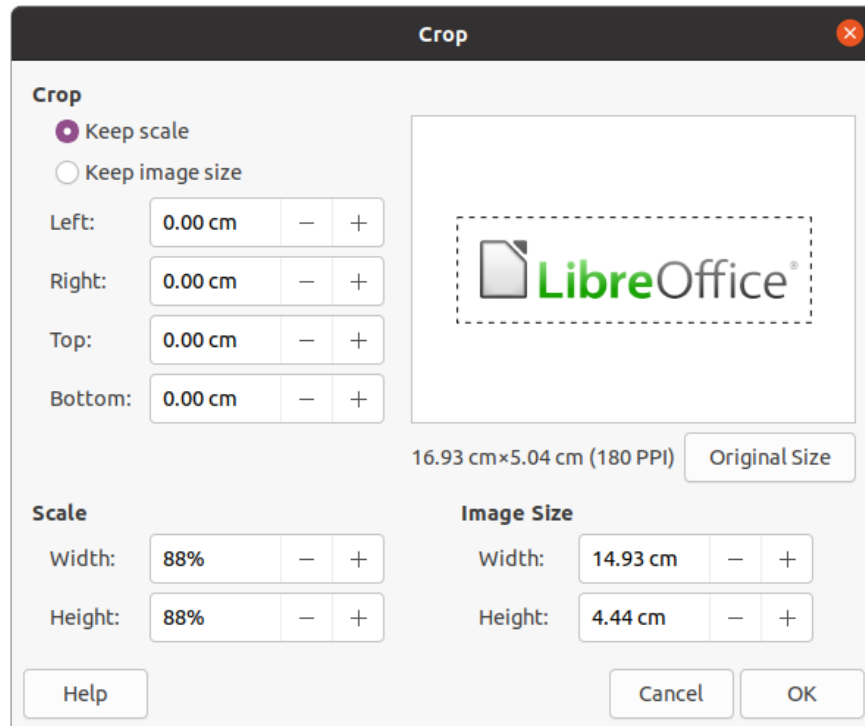 Crop
Crop
Keep scale
Keep image size
Left: 0.00 cm − +
Right: 0.00 cm − +
Top: 0.00 cm − +
Bottom: 0.00 cm − +
LibreOffice®
16.93 cm×5.04 cm (180 PPI) Original Size
Scale Image Size
Width: 88% − + Width: 14.93 cm − +
Height: 88% − + Height: 4.44 cm − +
Help Cancel OK